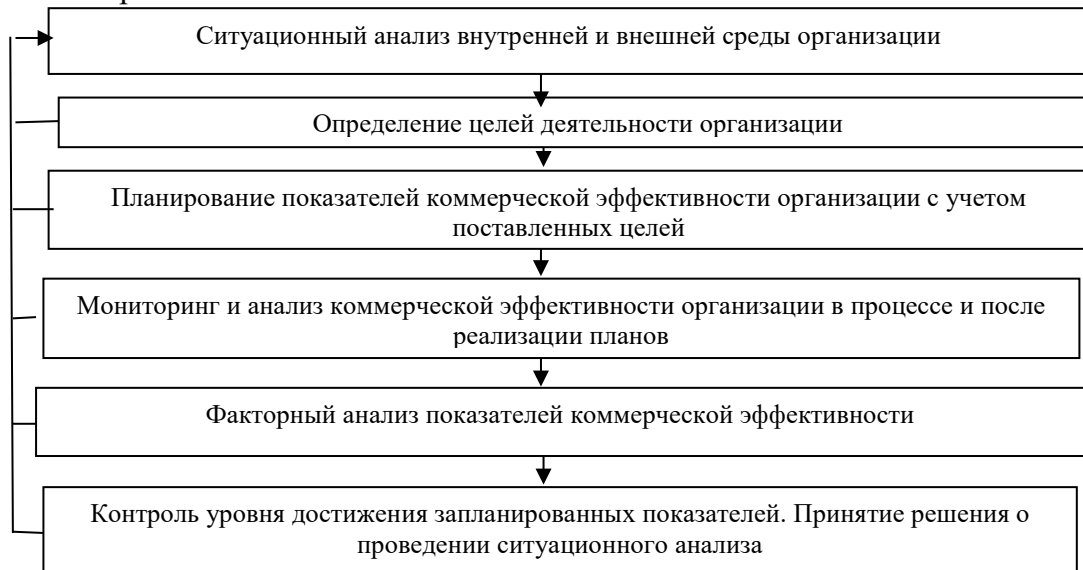 Ситуационный анализ внутренней и внешней среды организации
Определение целей деятельности организации
Планирование показателей коммерческой эффективности организации с учетом
поставленных целей
Мониторинг и анализ коммерческой эффективности организации в процессе и после
реализации планов
Факторный анализ показателей коммерческой эффективности
Контроль уровня достижения запланированных показателей. Принятие решения о
проведении ситуационного анализа